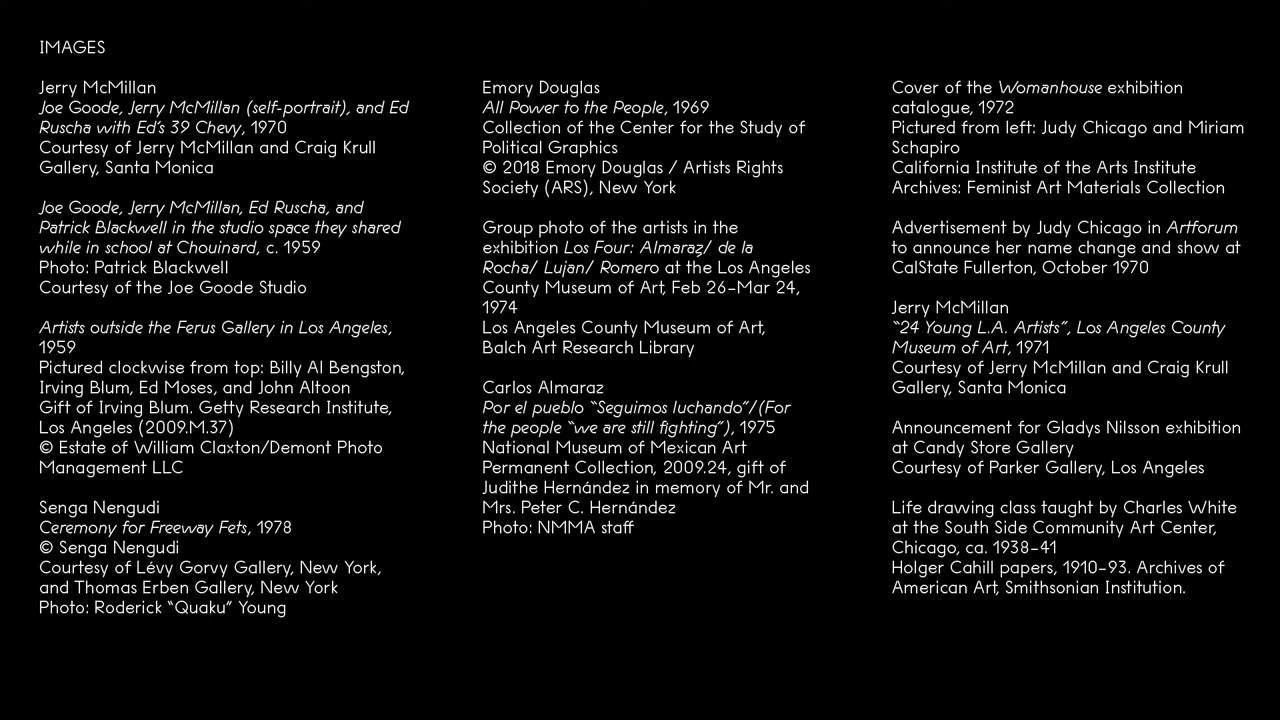 IMAGES
Jerry McMillan
Joe Goode, Jerry McMillan (self-portrait), and Ed
Ruscha with Ed's 39 Chevy, 1970
Courtesy of Jerry McMillan and Craig Krull
Gallery, Santa Monica
Joe Goode, Jerry McMillan, Ed Ruscha, and
Patrick Blackwell in the studio space they shared
while in school at Chouinard, c. 1959
Photo: Patrick Blackwell
Courtesy of the Joe Goode Studio
Artists outside the Ferus Gallery in Los Angeles,
1959
Pictured clockwise from top: Billy Al Bengston,
Irving Blum, Ed Moses, and John Altoon
Gift of Irving Blum. Getty Research Institute,
Los Angeles (2009.M.37)
© Estate of William Claxton/Demont Photo
Management LLC
Senga Nengudi
Ceremony for Freeway Fets, 1978
© Senga Nengudi
Courtesy of Lévy Gorvy Gallery, New York,
and Thomas Erben Gallery, New York
Photo: Roderick “Quaku” Young
Emory Douglas
All Power to the People, 1969
Collection of the Center for the Study of
Political Graphics
© 2018 Emory Douglas / Artists Rights
Society (ARS), New York
Group photo of the artists in the
exhibition Los Four: Almaraz/ de la
Rocha/ Lujan/ Romero at the Los Angeles
County Museum of Art, Feb 26–Mar 24,
1974
Los Angeles County Museum of Art,
Balch Art Research Library
Carlos Almaraz
Por el pueblo “Seguimos luchando”/(For
the people “we are still fighting”), 1975
National Museum of Mexican Art
Permanent Collection, 2009.24, gift of
Judithe Hernández in memory of Mr. and
Mrs. Peter C. Hernández
Photo: NMMA staff
Cover of the Womanhouse exhibition
catalogue, 1972
Pictured from left: Judy Chicago and Miriam
Schapiro
California Institute of the Arts Institute
Archives: Feminist Art Materials Collection
Advertisement by Judy Chicago in Artforum
to announce her name change and show at
CalState Fullerton, October 1970
Jerry McMillan
“24 Young L.A. Artists”, Los Angeles County
Museum of Art, 1971
Courtesy of Jerry McMillan and Craig Krull
Gallery, Santa Monica
Announcement for Gladys Nilsson exhibition
at Candy Store Gallery
Courtesy of Parker Gallery, Los Angeles
Life drawing class taught by Charles White
at the South Side Community Art Center,
Chicago, ca. 1938–41
Holger Cahill papers, 1910–93. Archives of
American Art, Smithsonian Institution.